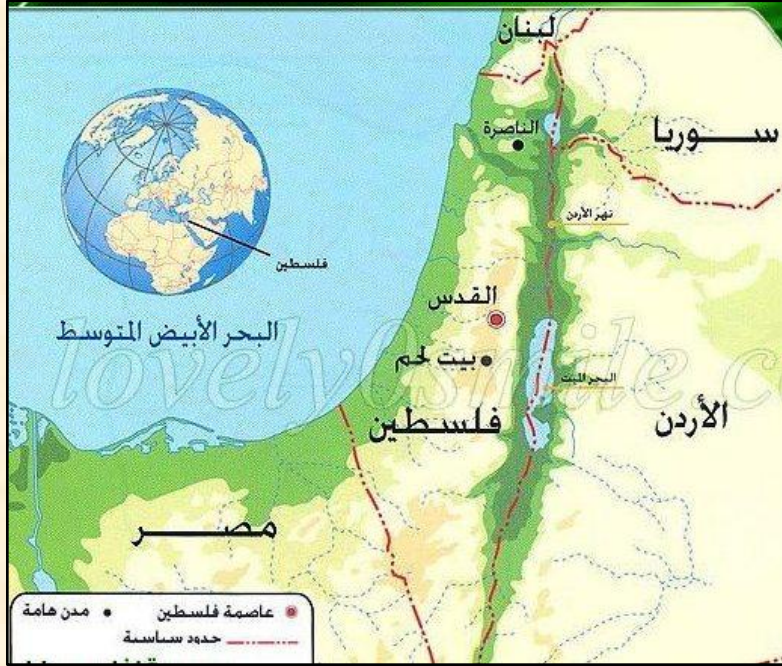 لبنان
سوريا
الناصرة
نهر الأردن
فلسطين
القدس
البحر الأبيض المتوسط
بيت لحم
البحر الميت
فلسطين
الأردن
مصر
عاصمة فلسطين
مدن هامة
حدود سياسية
lovely0smile.c